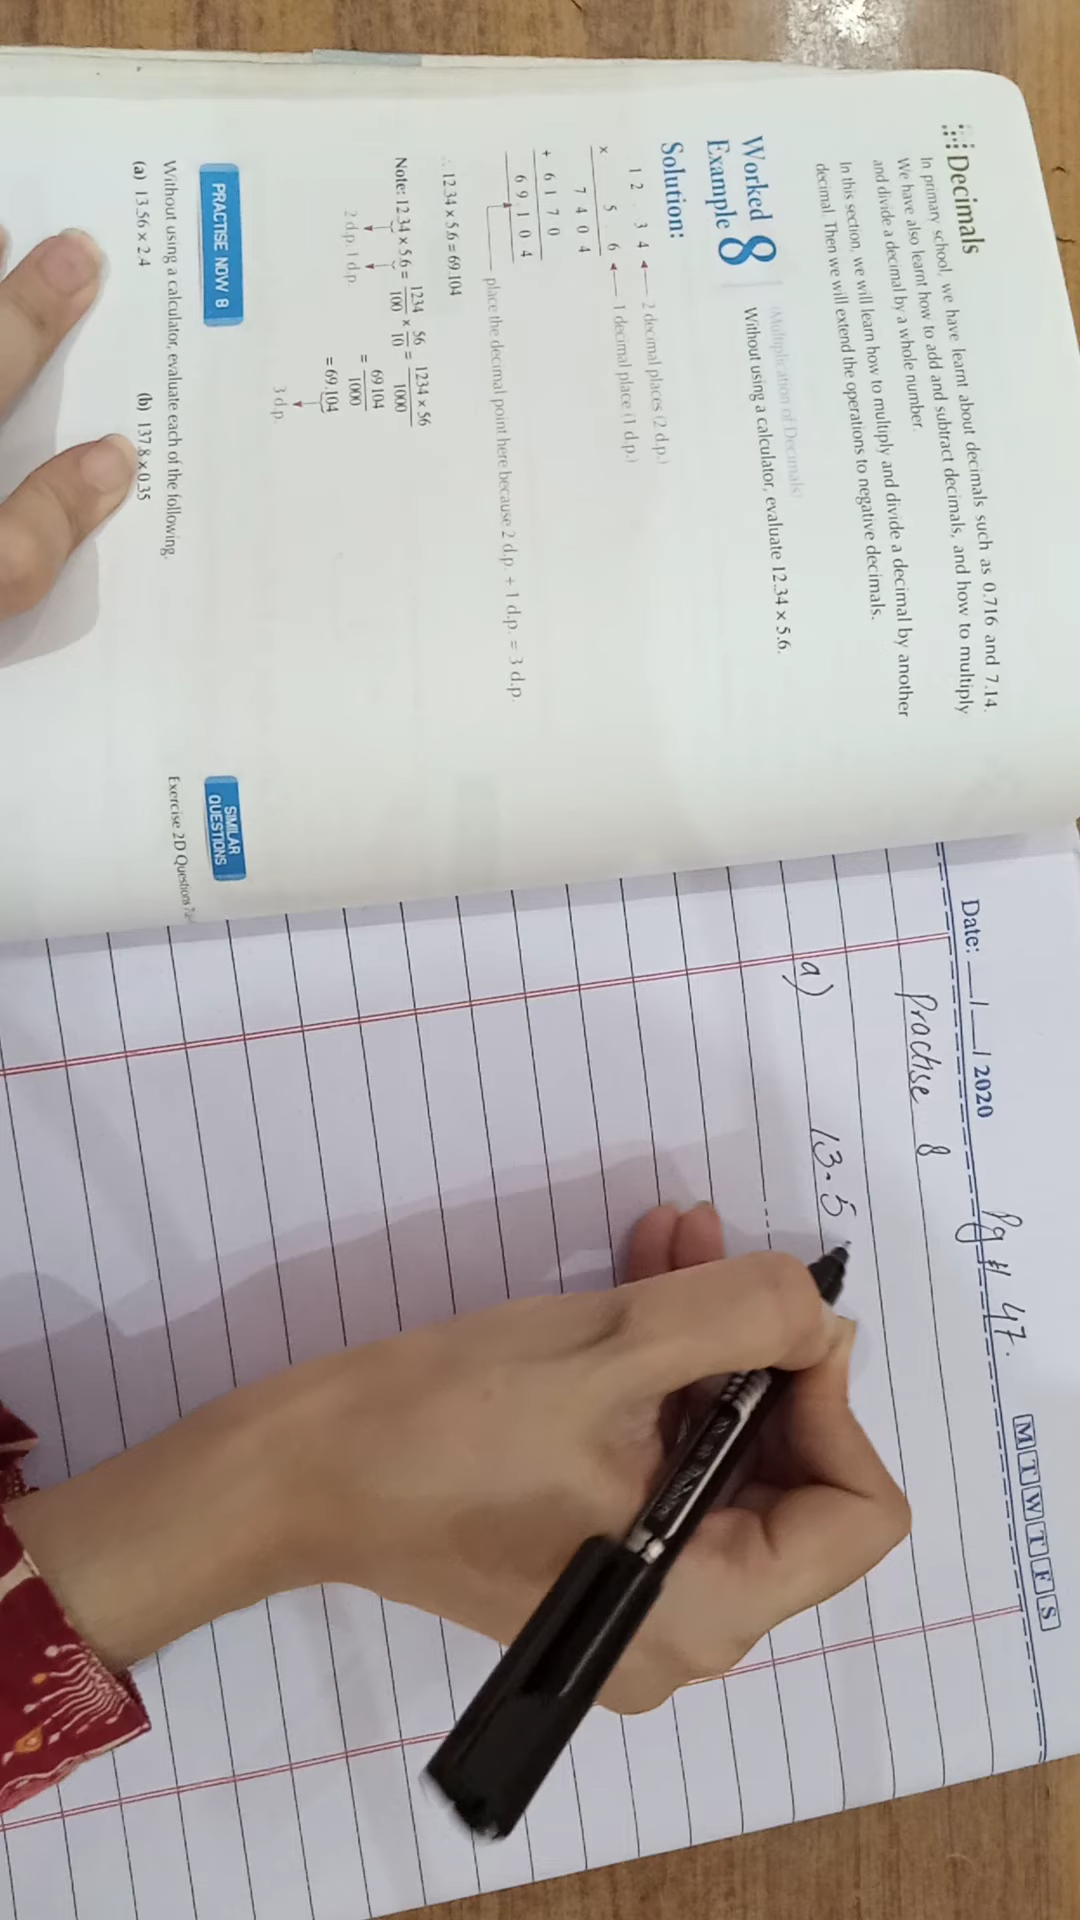 Decimals
In primary school, we have learnt about decimals such as 0.716 and 7.14.
We have also learnt how to add and subtract decimals, and how to multiply
and divide a decimal by a whole number.
In this section, we will learn how to multiply and divide a decimal by another
decimal. Then we will extend the operations to negative decimals.
Worked
Example 8
(Multiplication of Decimals)
Without using a calculator, evaluate 12.34 × 5.6.
Solution:
1 2 . 3 4 2 decimal places (2 d.p.)
× 5 . 6 1 decimal place (1 d.p.)
7 4 0 4
+ 6 1 7 0
6 9 . 1 0 4
place the decimal point here because 2 d.p. + 1 d.p. = 3 d.p.
∴ 12.34 × 5.6 = 69.104
Note: 12.34 × 5.6 = 1234/100 × 56/10 = 1234 × 56/1000
2 d.p. 1 d.p.
= 69104/1000
= 69.104
3 d.p.
PRACTISE NOW 8
SIMILAR
QUESTIONS
Without using a calculator, evaluate each of the following.
Exercise 2D Questions
(a) 13.56 × 2.4 (b) 137.8 × 0.35
M T W T F S
Pg # 47.
Date: __/__/ 2020
Practise 8
a) 13.5